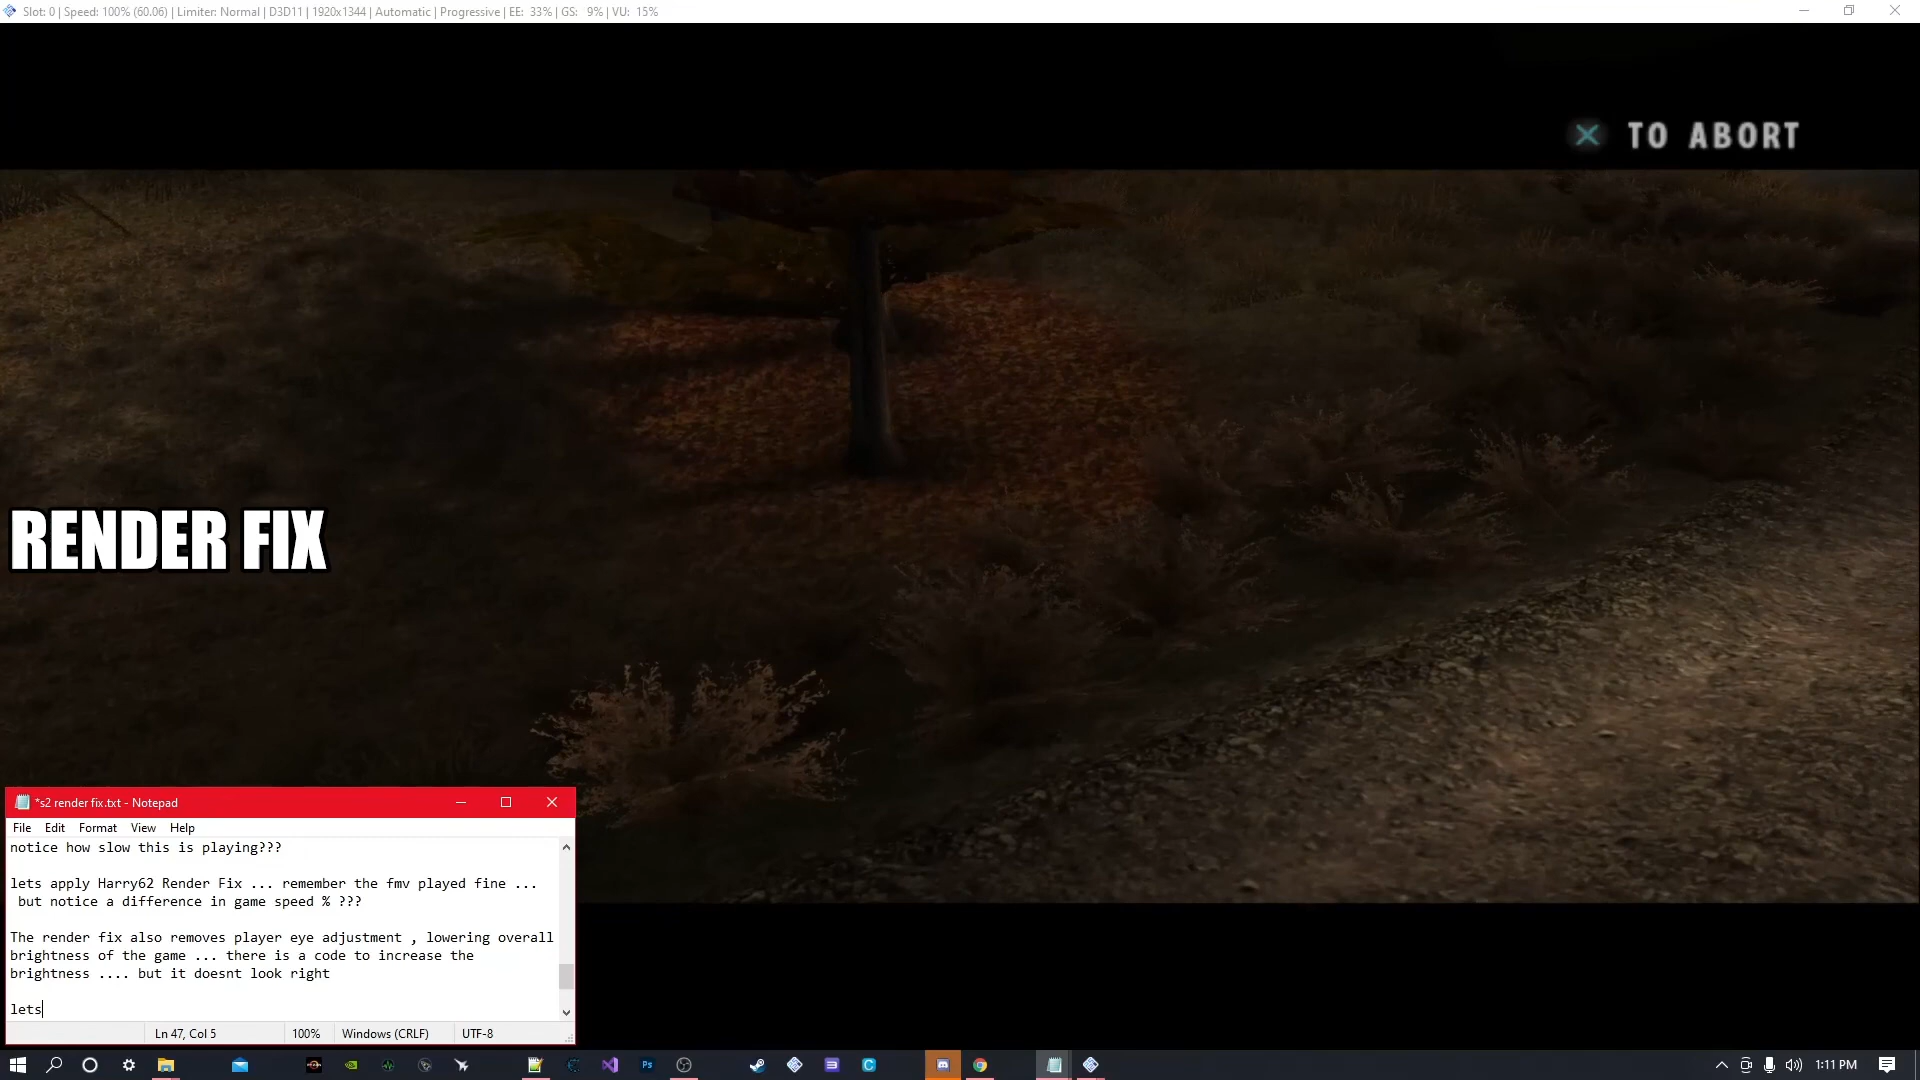 Slot: 0 | Speed: 100% (60.06) | Limiter: Normal | D3D11 | 1920x1344 | Automatic | Progressive | EE: 33% | GS: 9% | VU: 15%
TO ABORT
RENDER FIX
*s2 render fix.txt - Notepad
File Edit Format View Help
notice how slow this is playing???
lets apply Harry62 Render Fix ... remember the fmv played fine ...
but notice a difference in game speed % ???
The render fix also removes player eye adjustment , lowering overall
brightness of the game ... there is a code to increase the
brightness .... but it doesnt look right
lets
Ln 47, Col 5 100% Windows (CRLF) UTF-8
Ps
1:11 PM